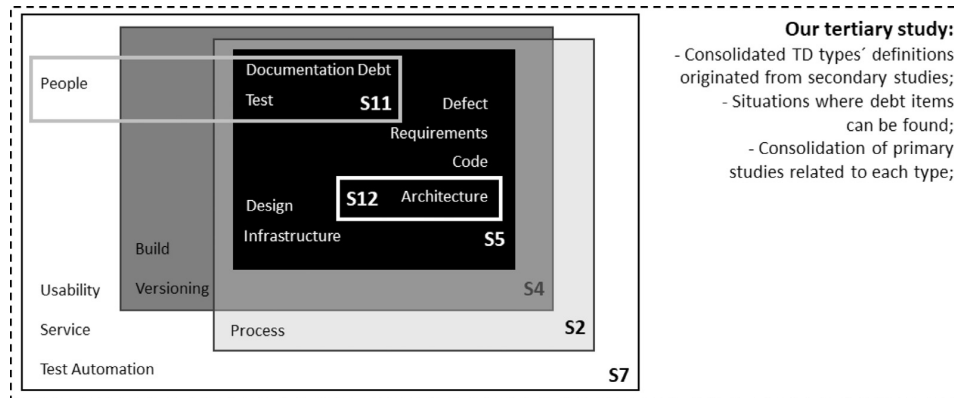 People
Documentation Debt
Test
S11
Defect
Requirements
Code
S12
Architecture
Design
Infrastructure
S5
Build
Usability
Versioning
S4
Service
Process
S2
Test Automation
S7
Our tertiary study:
- Consolidated TD types´ definitions
originated from secondary studies;
- Situations where debt items
can be found;
- Consolidation of primary
studies related to each type;